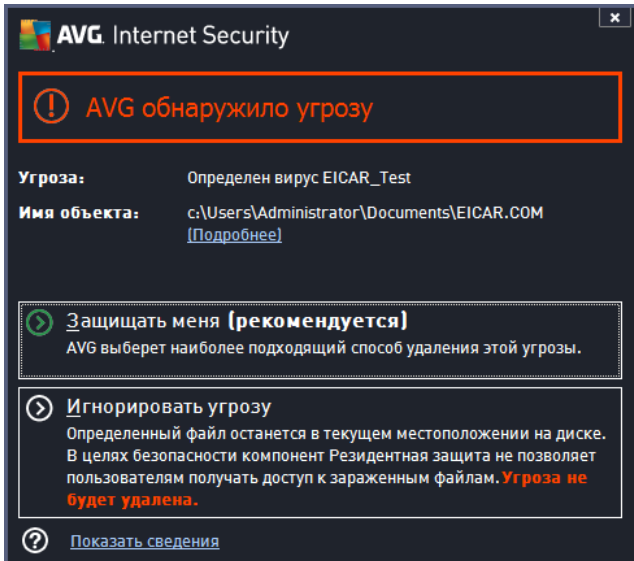 AVG. Internet Security
AVG обнаружило угрозу
Угроза: Определен вирус EICAR_Test
Имя объекта: c:\Users\Administrator\Documents\EICAR.COM
(Подробнее)
Защищать меня (рекомендуется)
AVG выберет наиболее подходящий способ удаления этой угрозы.
Игнорировать угрозу
Определенный файл останется в текущем местоположении на диске.
В целях безопасности компонент Резидентная защита не позволяет
пользователям получать доступ к зараженным файлам. Угроза не
будет удалена.
Показать сведения